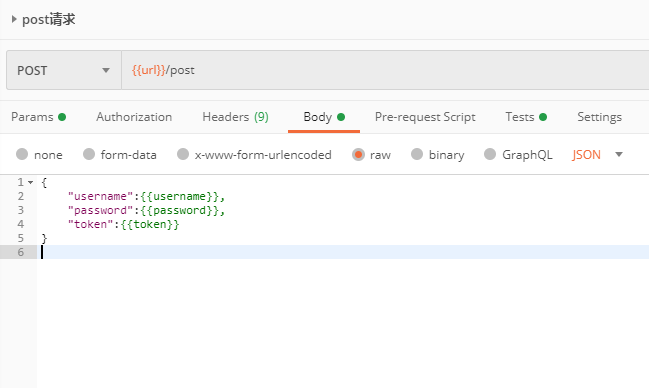 post请求
POST {{url}}/post
Params Authorization Headers (9) Body Pre-request Script Tests Settings
none form-data x-www-form-urlencoded raw binary GraphQL JSON
1 {
2 "username":{{username}},
3 "password":{{password}},
4 "token":{{token}}
5 }
6